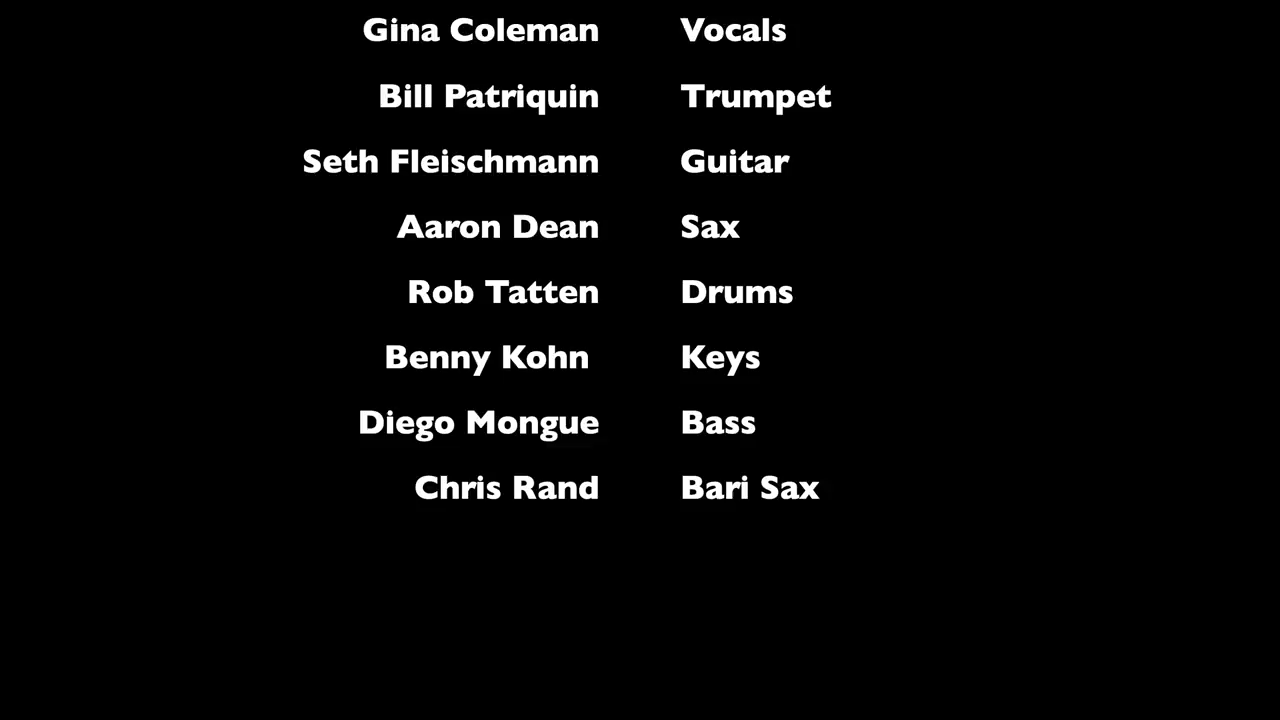 Gina Coleman Vocals
Bill Patriquin Trumpet
Seth Fleischmann Guitar
Aaron Dean Sax
Rob Tatten Drums
Benny Kohn Keys
Diego Mongue Bass
Chris Rand Bari Sax